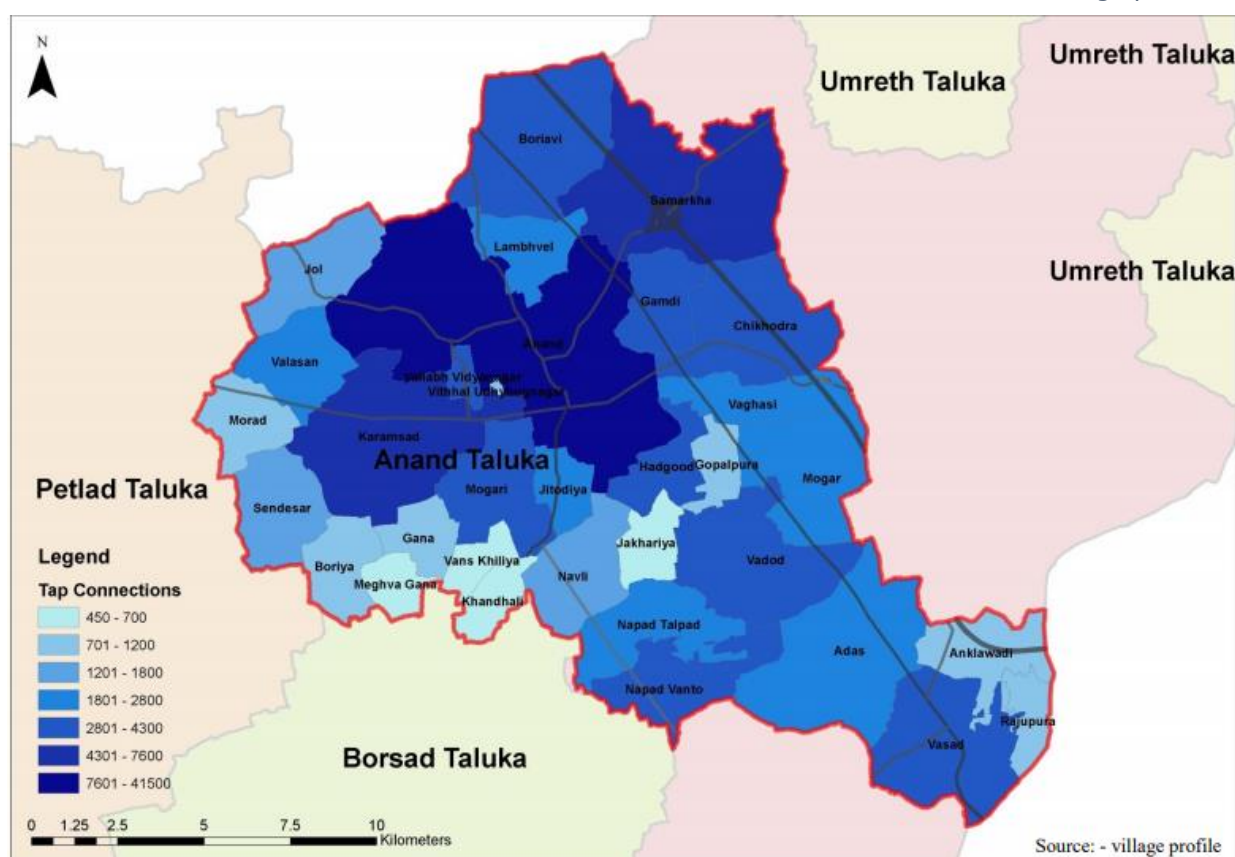 N
Umreth Taluka
Umreth Taluka
Boriavi
Samarkha
Lambhvel
Umreth Taluka
Jol
Gamdi
Chikhodra
Anand
Valasan
Vallabh Vidyanagar
Vithhal Udhyognagar
Vaghasi
Morad
Karamsad
Anand Taluka
Hadgood
Gopalpura
Mogar
Petlad Taluka
Mogari
Jitodiya
Sendesar
Gana
Jakhariya
Vans Khiliya
Vadod
Boriya
Meghva Gana
Navli
Khandhali
Napad Talpad
Adas
Anklawadi
Napad Vanto
Rajupura
Vasad
Borsad Taluka
Legend
Tap Connections
450 - 700
701 - 1200
1201 - 1800
1801 - 2800
2801 - 4300
4301 - 7600
7601 - 41500
0 1.25 2.5 5 7.5 10
Kilometers
Source: - village profile